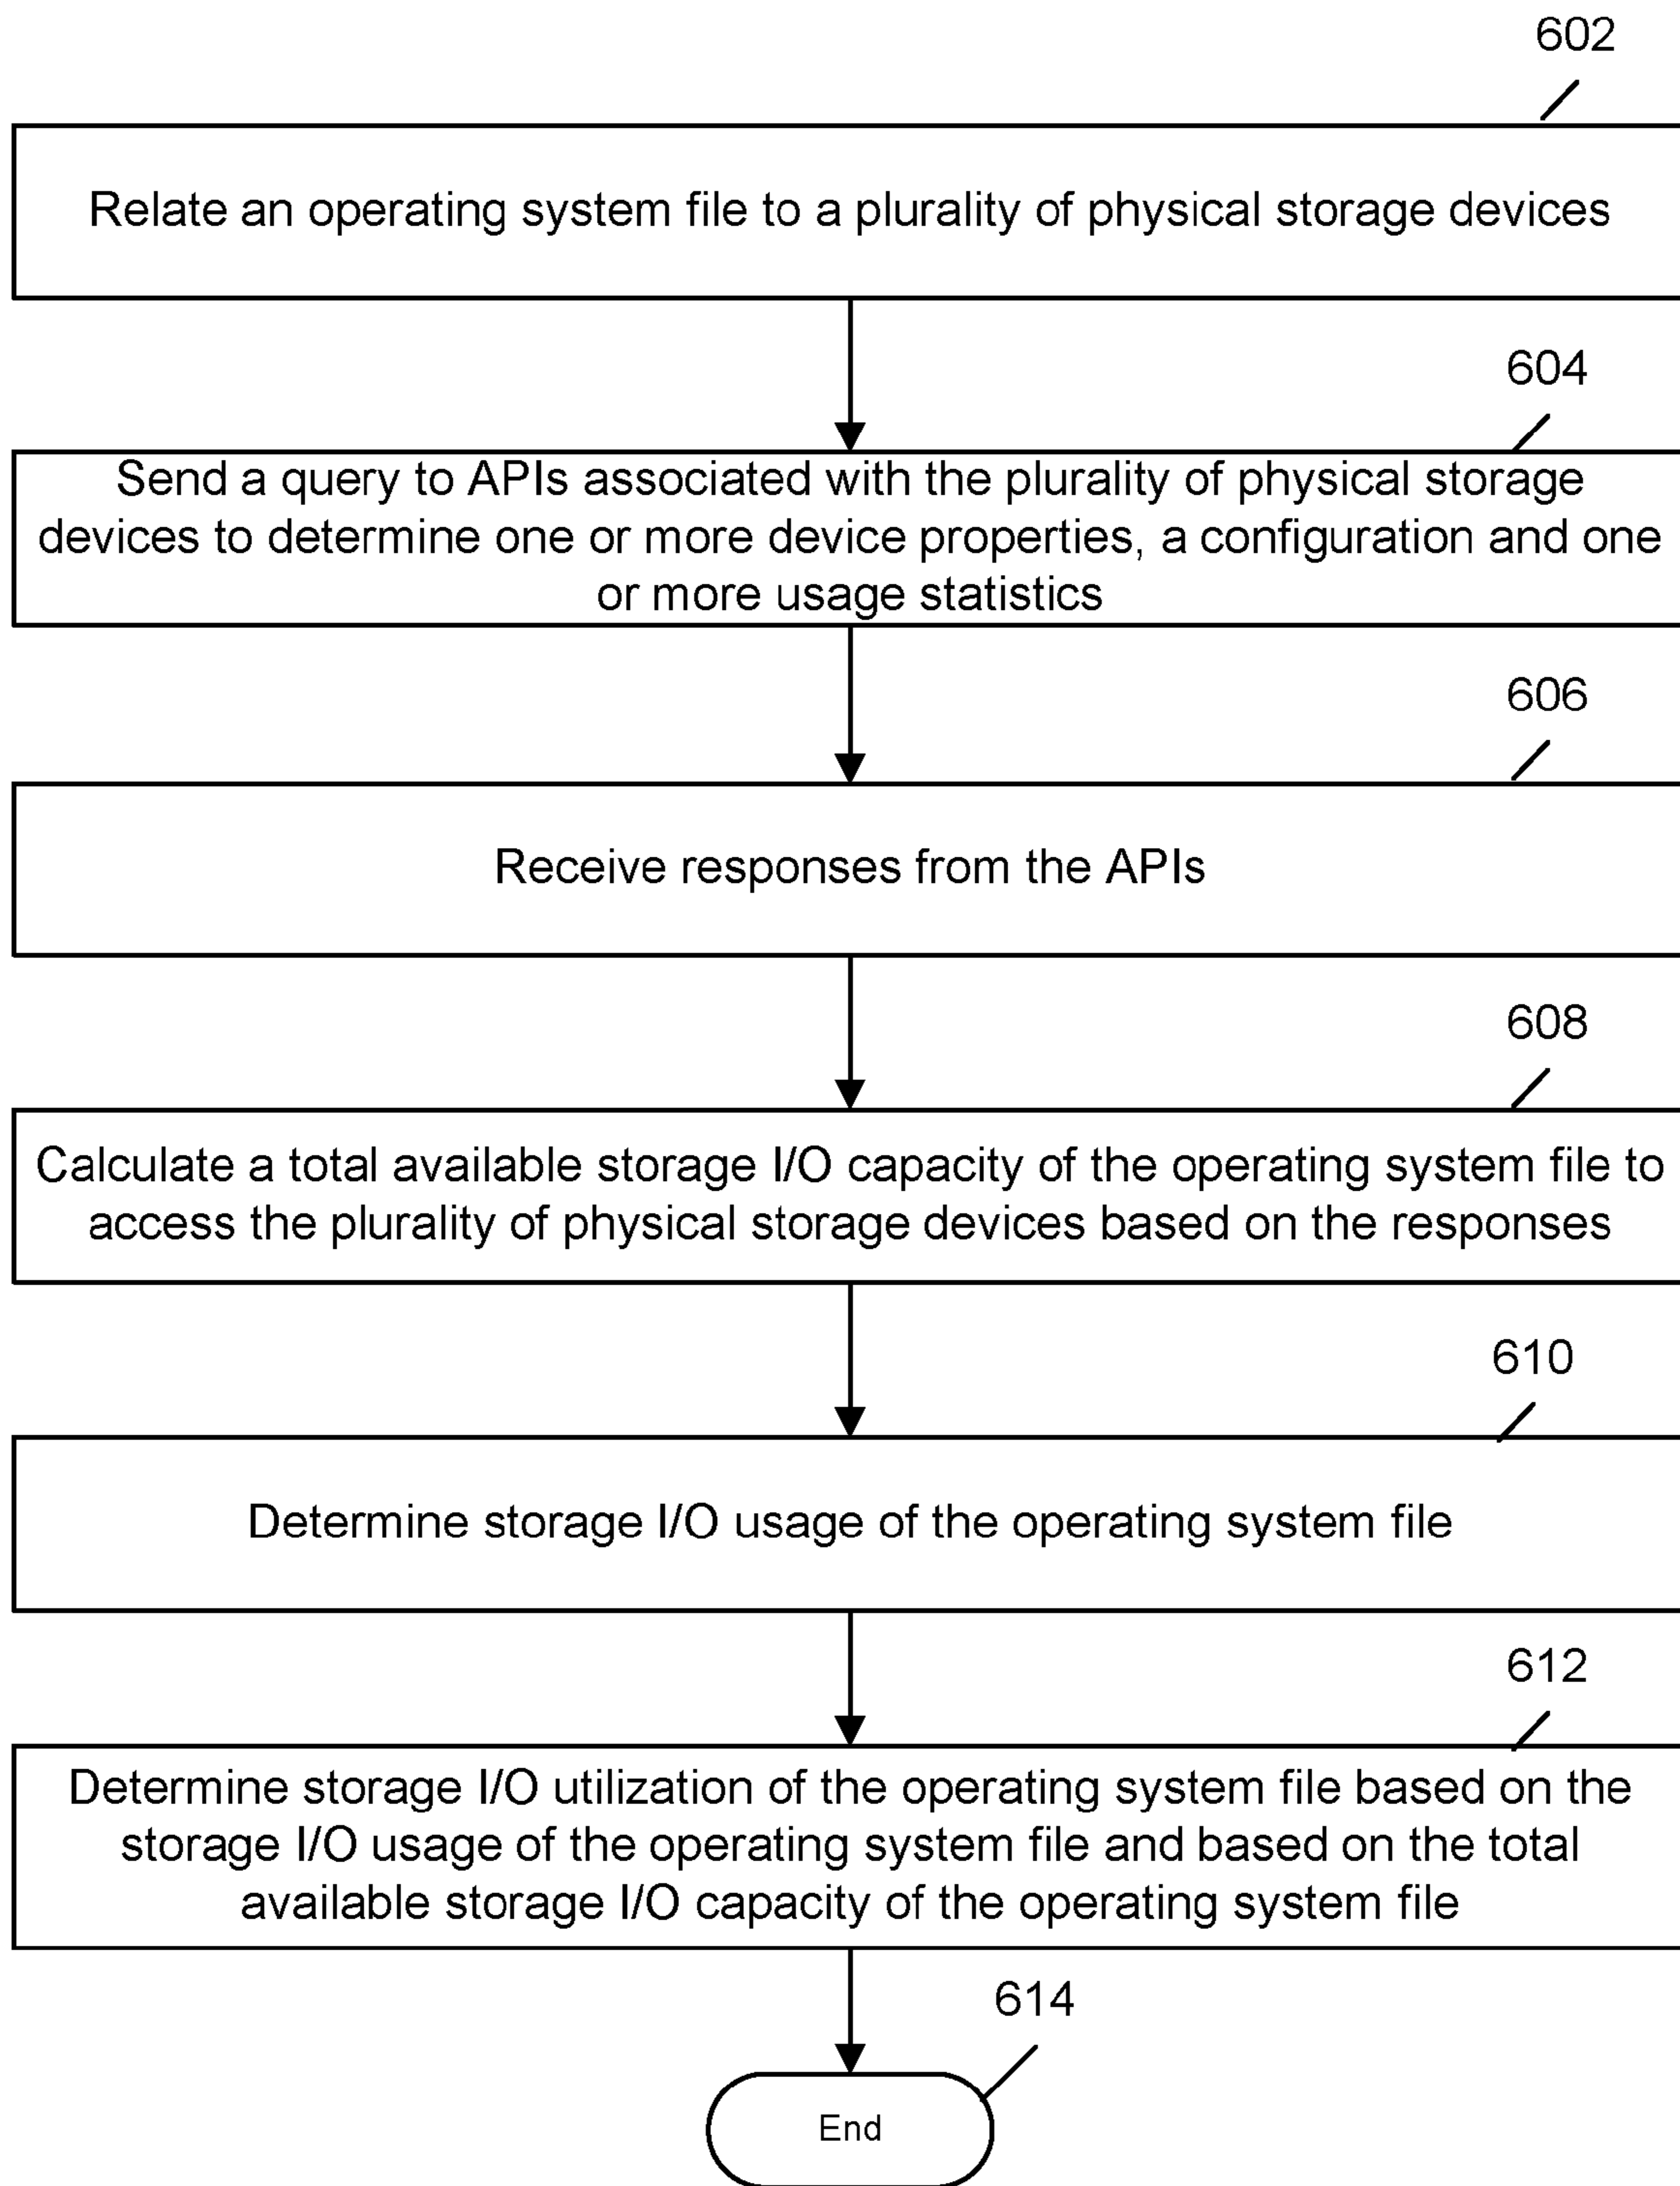 602
Relate an operating system file to a plurality of physical storage devices
604
Send a query to APIs associated with the plurality of physical storage
devices to determine one or more device properties, a configuration and one
or more usage statistics
606
Receive responses from the APIs
608
Calculate a total available storage I/O capacity of the operating system file to
access the plurality of physical storage devices based on the responses
610
Determine storage I/O usage of the operating system file
612
Determine storage I/O utilization of the operating system file based on the
storage I/O usage of the operating system file and based on the total
available storage I/O capacity of the operating system file
614
End